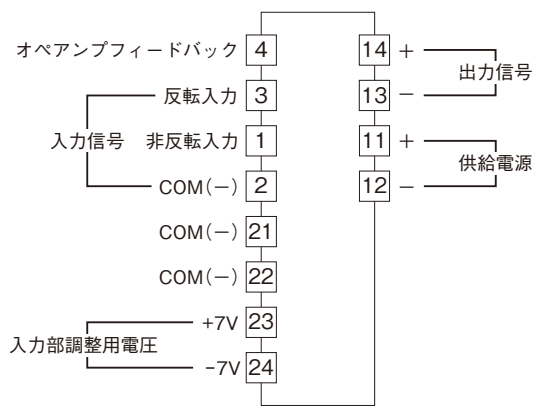 オペアンプフィードバック 4 14 +
反転入力 3 13 − 出力信号
入力信号 非反転入力 1 11 +
COM(−) 2 12 − 供給電源
COM(−) 21
COM(−) 22
+7V 23
入力部調整用電圧
−7V 24